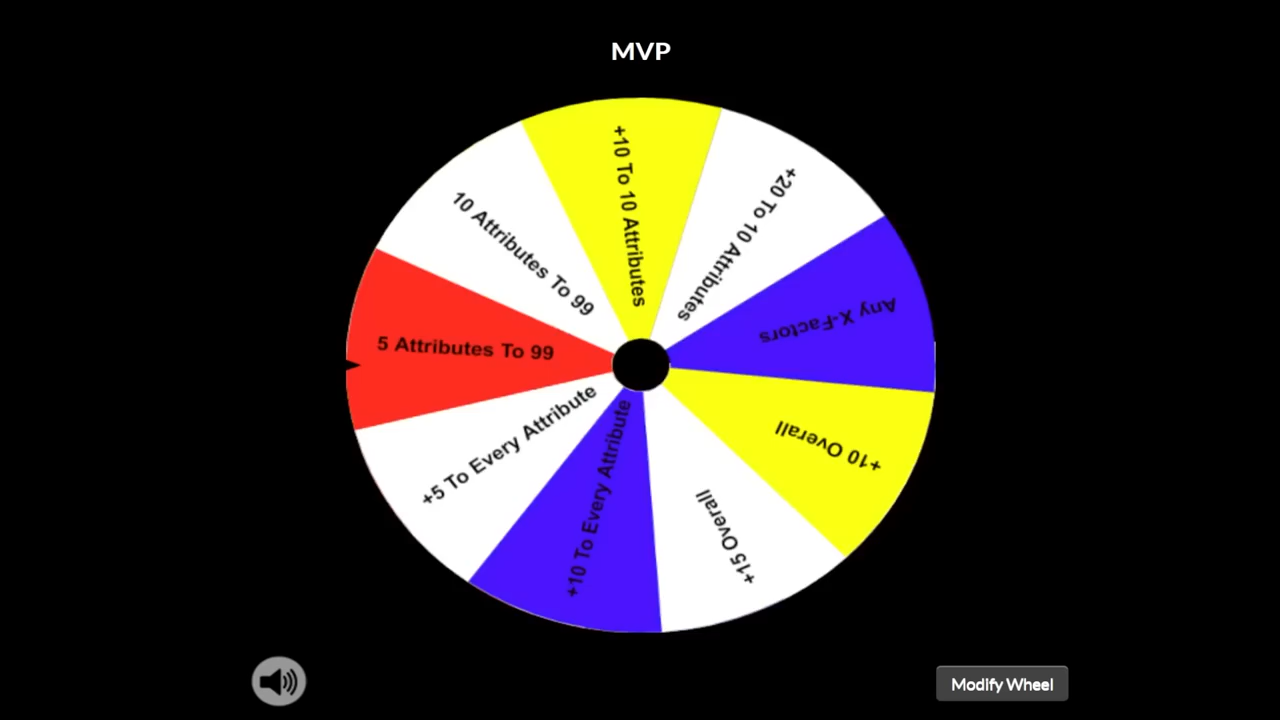 MVP
+10 To 10 Attributes
+20 To 10 Attributes
Any X-Factors
+10 Overall
+15 Overall
+10 To Every Attribute
+5 To Every Attribute
5 Attributes To 99
10 Attributes To 99
Modify Wheel